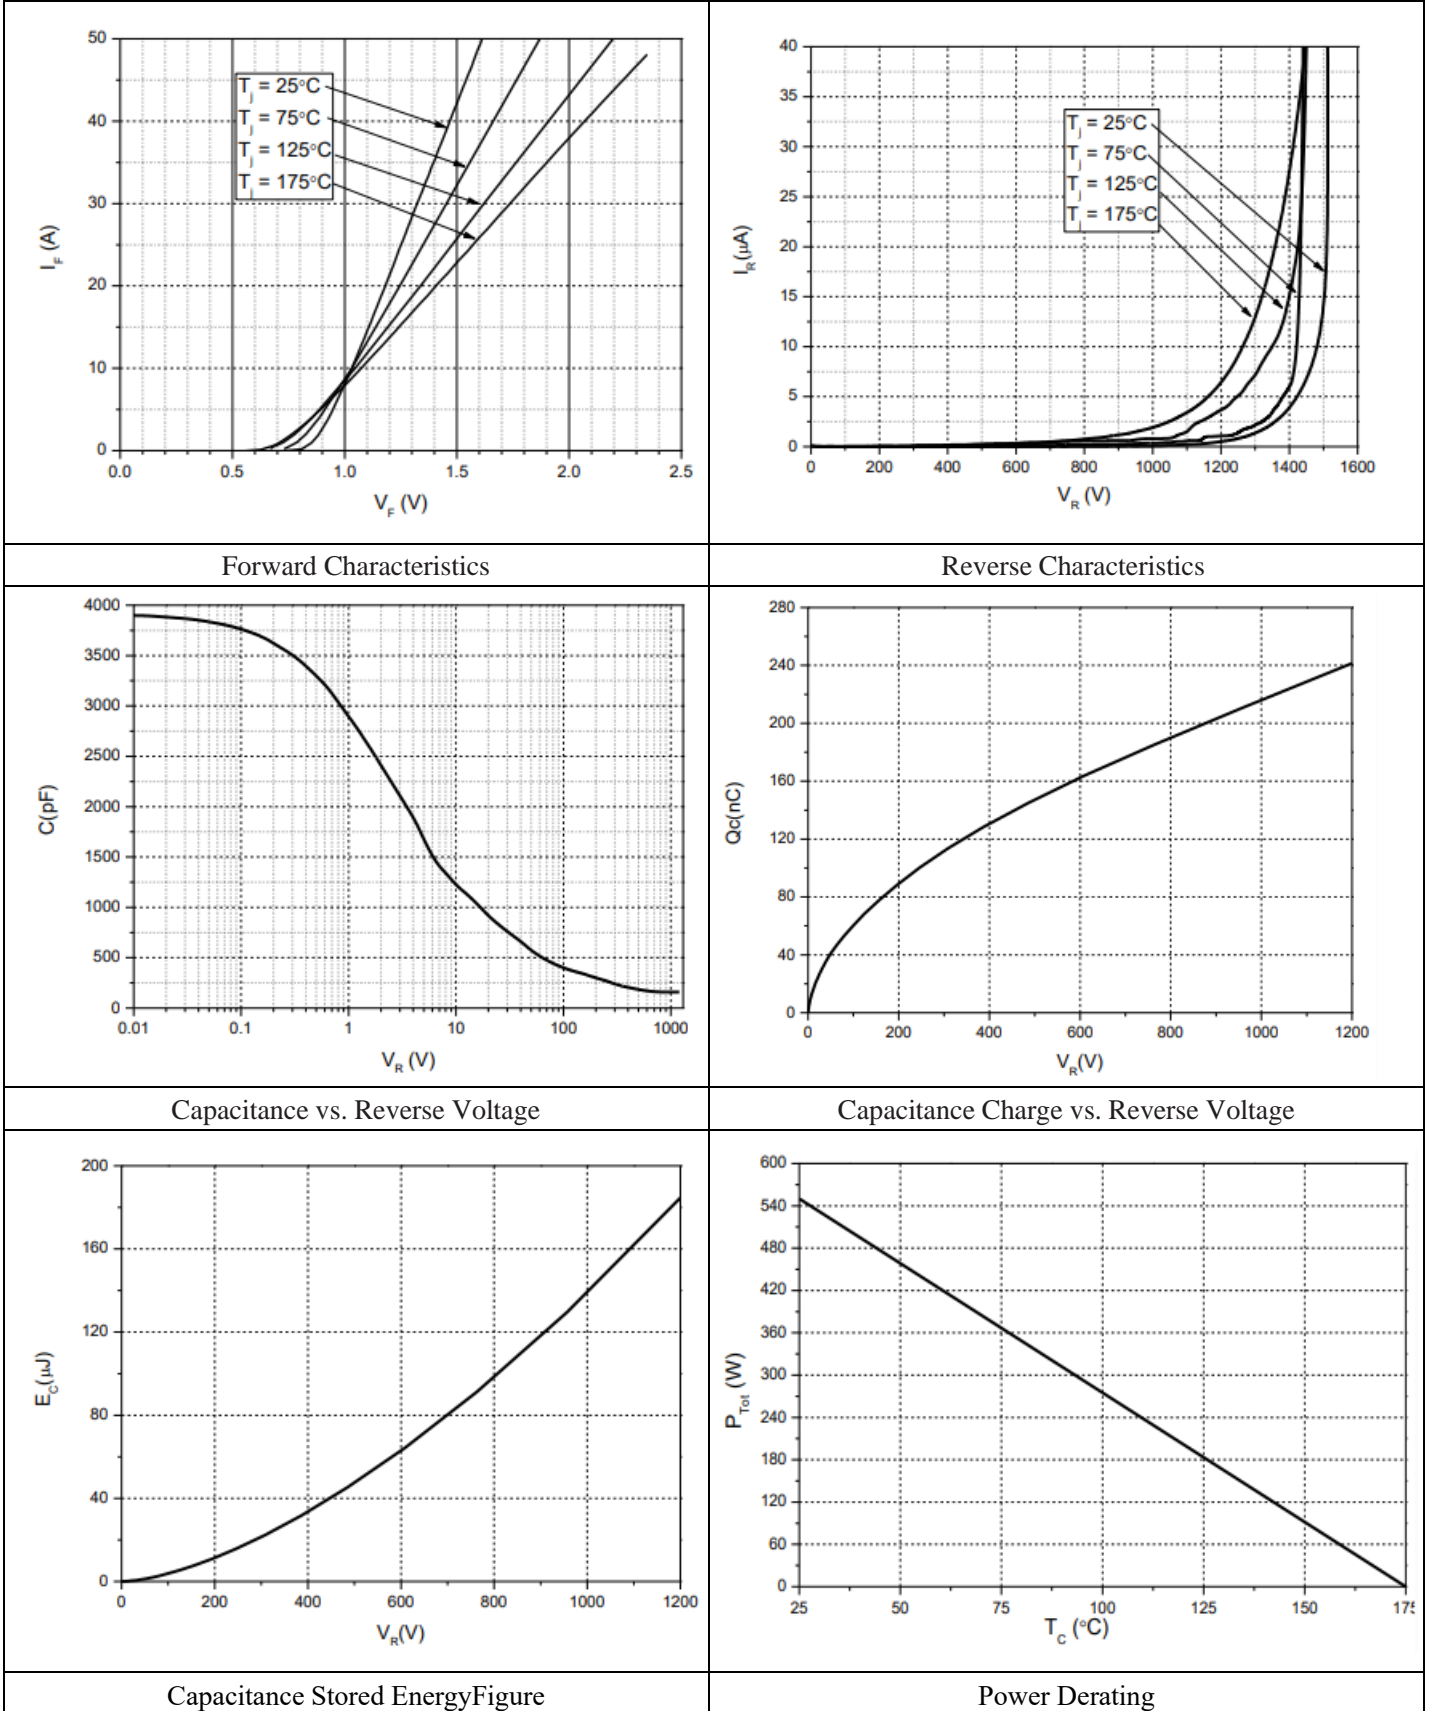 50
40
30
20
10
0
0.0 0.5 1.0 1.5 2.0 2.5
I_F (A)
V_F (V)
T_j = 25°C
T_j = 75°C
T_j = 125°C
T_j = 175°C
Forward Characteristics
40
35
30
25
20
15
10
5
0
0 200 400 600 800 1000 1200 1400 1600
I_R(μA)
V_R (V)
T_j = 25°C
T_j = 75°C
T_j = 125°C
T_j = 175°C
Reverse Characteristics
4000
3500
3000
2500
2000
1500
1000
500
0
0.01 0.1 1 10 100 1000
C(pF)
V_R (V)
Capacitance vs. Reverse Voltage
280
240
200
160
120
80
40
0
0 200 400 600 800 1000 1200
Qc(nC)
V_R(V)
Capacitance Charge vs. Reverse Voltage
200
160
120
80
40
0
0 200 400 600 800 1000 1200
E_C(μJ)
V_R(V)
Capacitance Stored EnergyFigure
600
540
480
420
360
300
240
180
120
60
0
25 50 75 100 125 150 175
P_Tot (W)
T_C (°C)
Power Derating